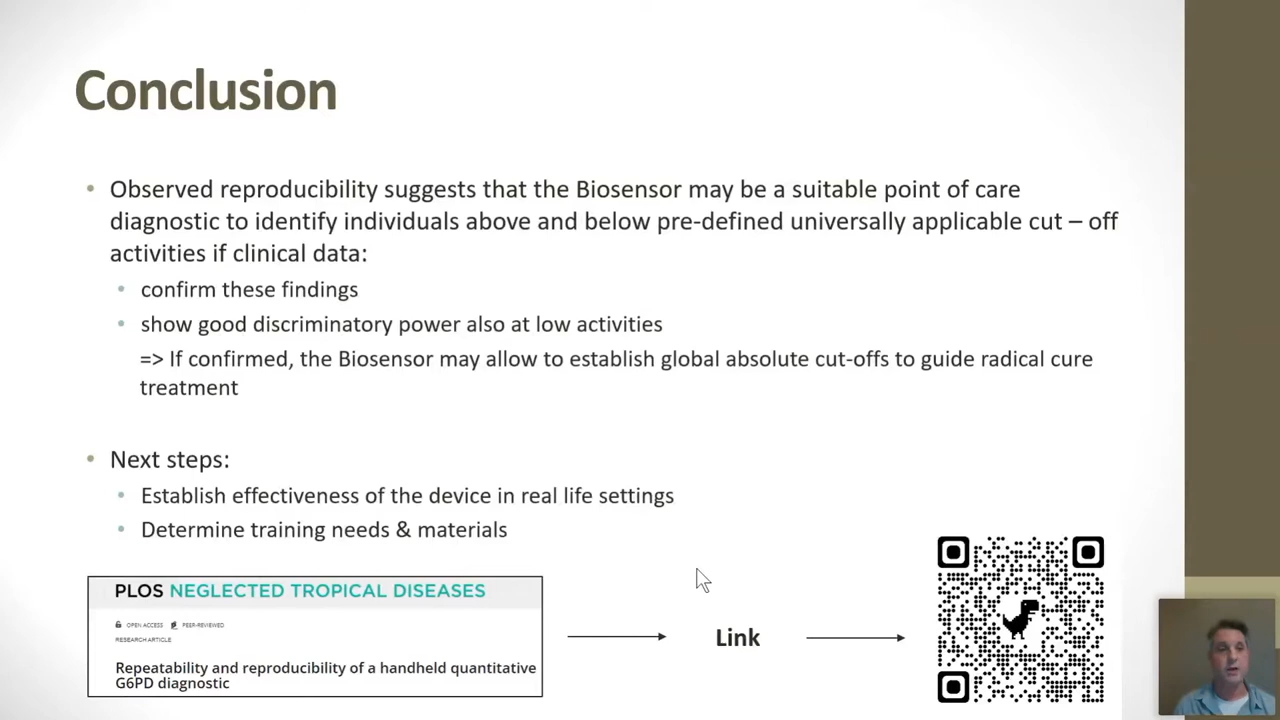 Conclusion
• Observed reproducibility suggests that the Biosensor may be a suitable point of care
diagnostic to identify individuals above and below pre-defined universally applicable cut – off
activities if clinical data:
• confirm these findings
• show good discriminatory power also at low activities
=> If confirmed, the Biosensor may allow to establish global absolute cut-offs to guide radical cure
treatment
• Next steps:
• Establish effectiveness of the device in real life settings
• Determine training needs & materials
PLOS NEGLECTED TROPICAL DISEASES
OPEN ACCESS PEER-REVIEWED
RESEARCH ARTICLE
Repeatability and reproducibility of a handheld quantitative
G6PD diagnostic
Link